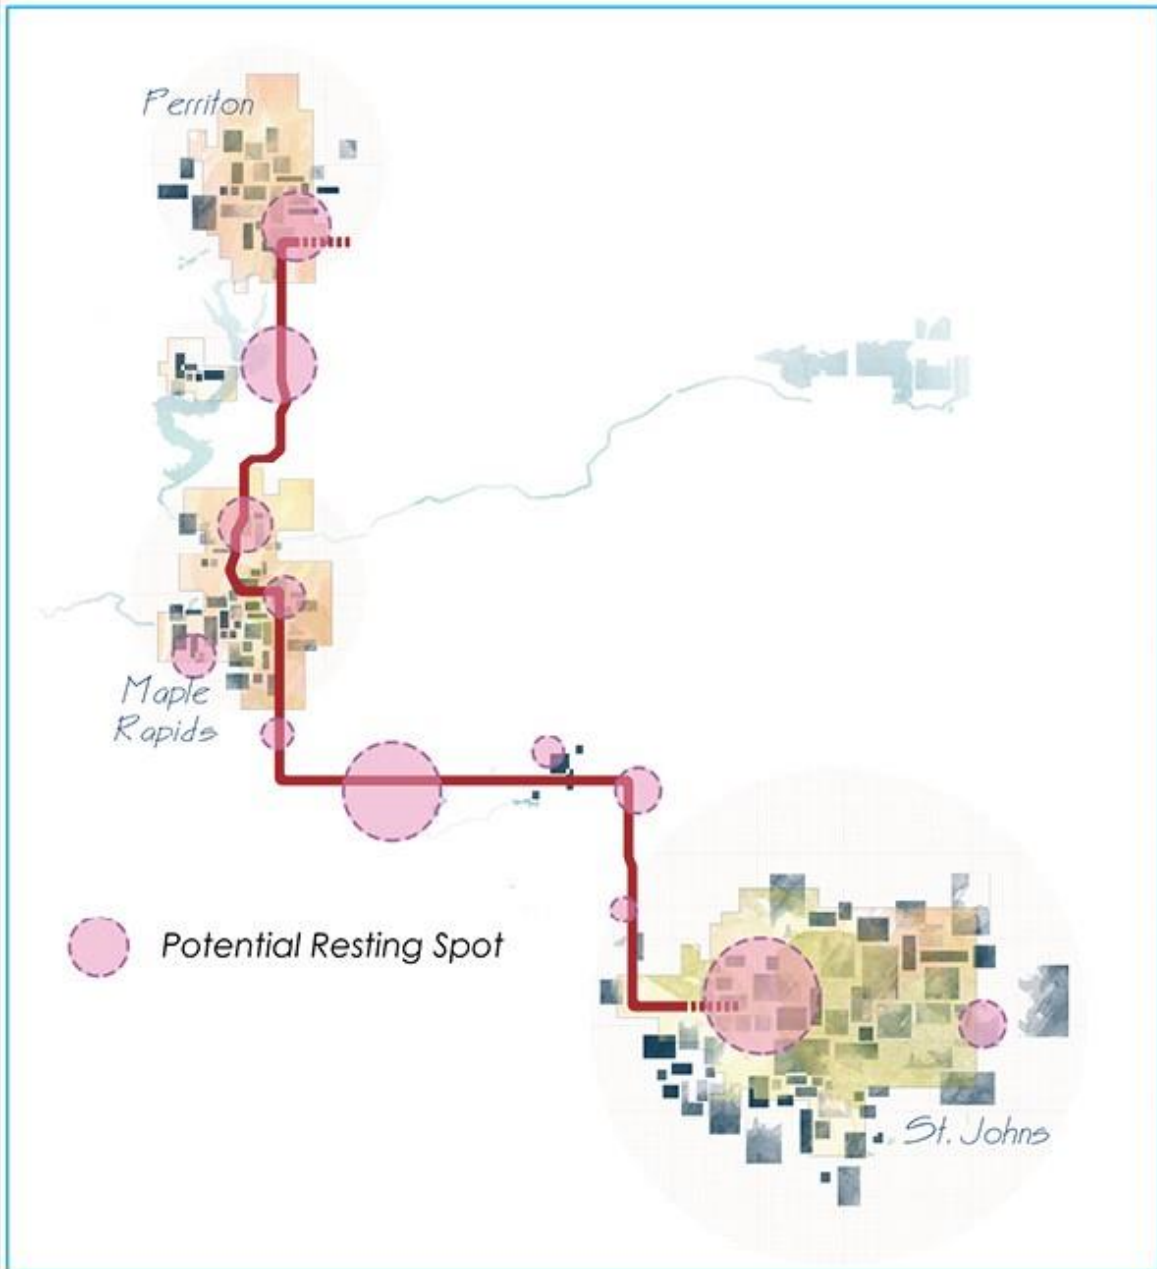 Perriton
Maple
Rapids
Potential Resting Spot
St. Johns